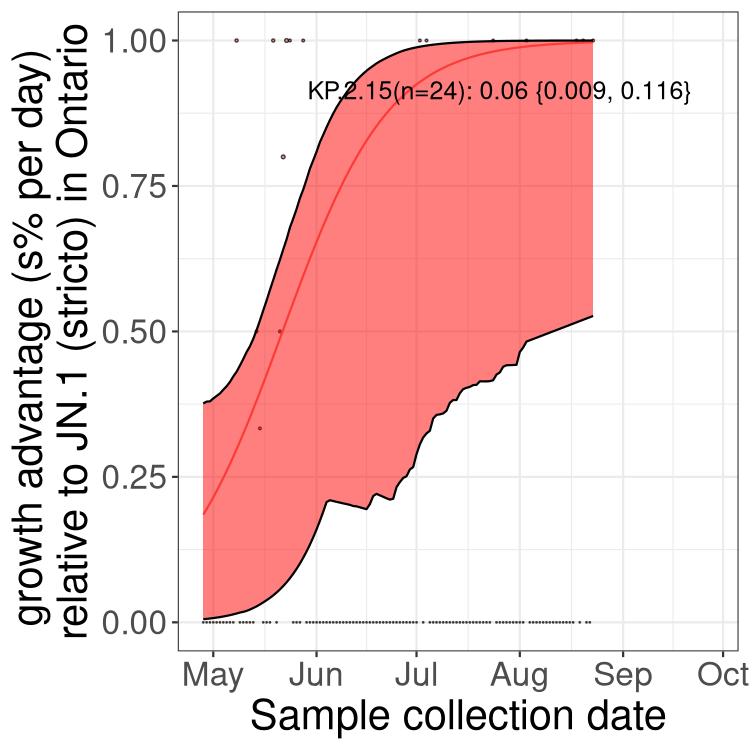 growth advantage (s% per day)
relative to JN.1 (stricto) in Ontario
1.00
0.75
0.50
0.25
0.00
KP.2.15(n=24): 0.06 {0.009, 0.116}
May Jun Jul Aug Sep Oct
Sample collection date